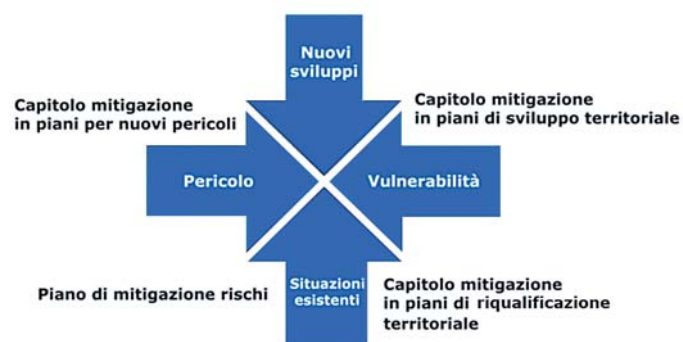 Nuovi
sviluppi
Capitolo mitigazione
in piani per nuovi pericoli
Capitolo mitigazione
in piani di sviluppo territoriale
Pericolo
Vulnerabilità
Piano di mitigazione rischi
Situazioni
esistenti
Capitolo mitigazione
in piani di riqualificazione
territoriale